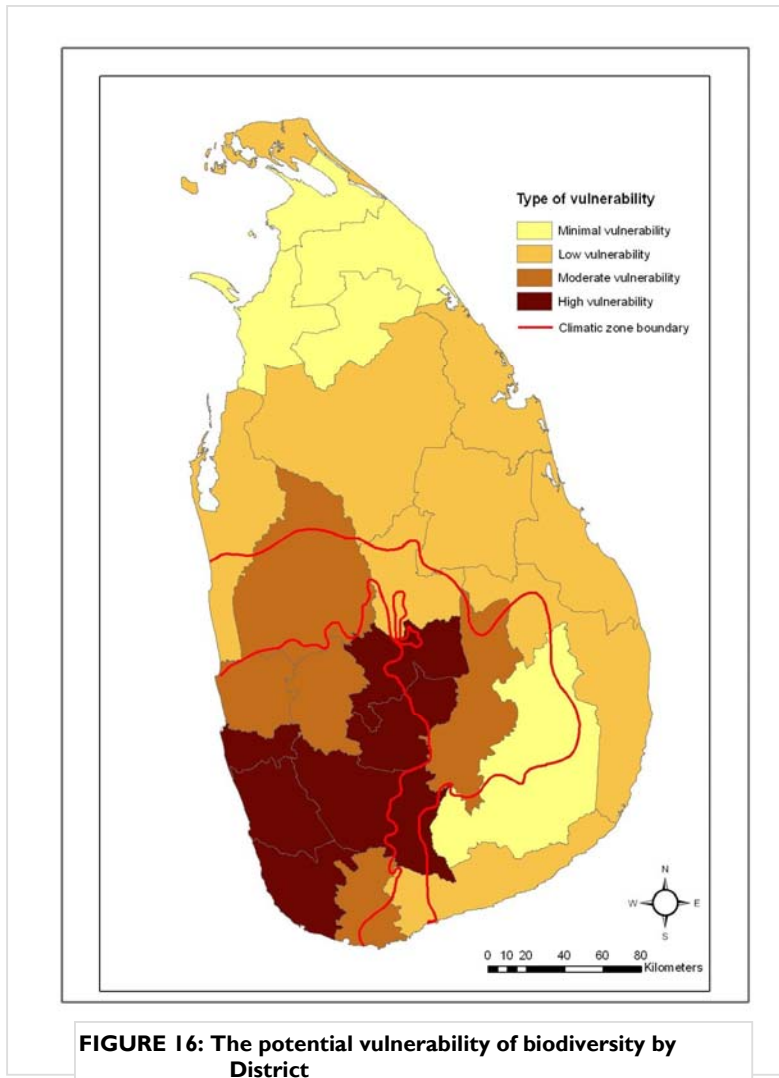 Type of vulnerability
Minimal vulnerability
Low vulnerability
Moderate vulnerability
High vulnerability
Climatic zone boundary
N
W E
S
0 10 20 40 60 80
Kilometers
FIGURE 16: The potential vulnerability of biodiversity by
District